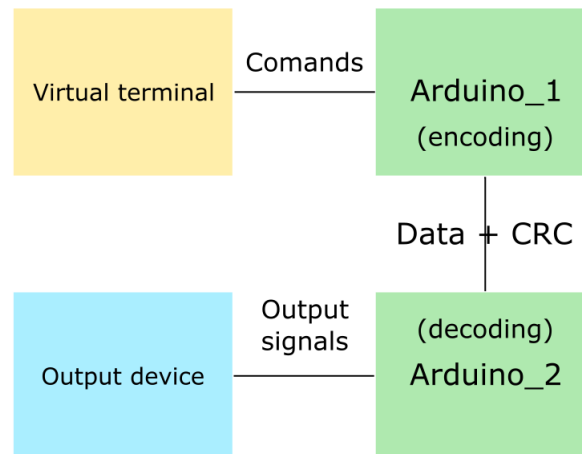 Virtual terminal
Comands
Arduino_1
(encoding)
Data + CRC
Output device
Output
signals
(decoding)
Arduino_2